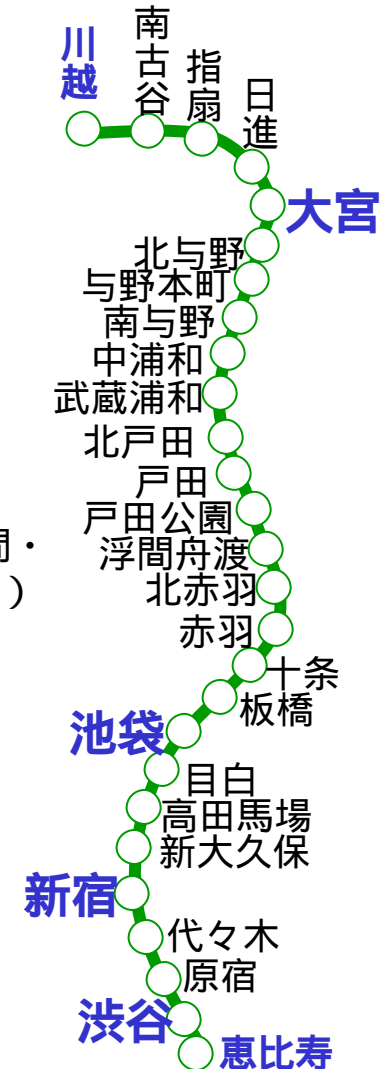 川越
南古谷
指扇
日進
大宮
北与野
与野本町
南与野
中浦和
武蔵浦和
北戸田
戸田
戸田公園
間・
浮間舟渡
）
北赤羽
赤羽
十条
板橋
池袋
目白
高田馬場
新大久保
新宿
代々木
原宿
渋谷
恵比寿